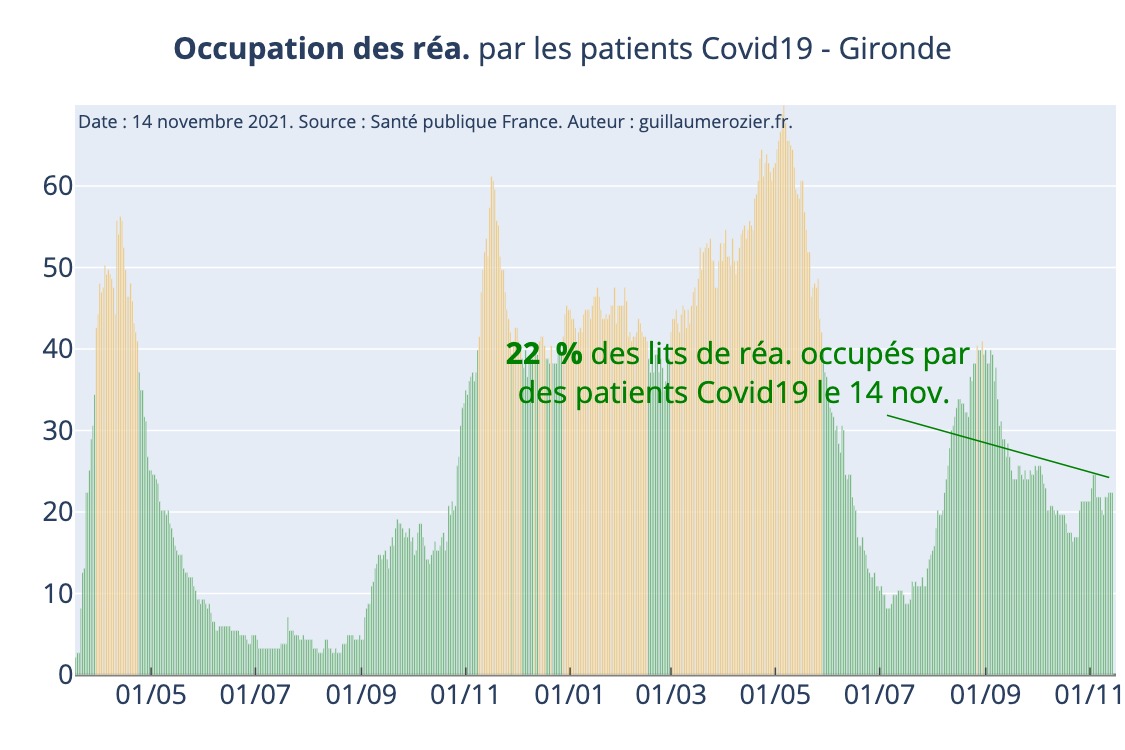 Occupation des réa. par les patients Covid19 - Gironde
Date : 14 novembre 2021. Source : Santé publique France. Auteur : guillaumerozier.fr.
60
50
40
30
20
10
0
22 % des lits de réa. occupés par
des patients Covid19 le 14 nov.
01/05 01/07 01/09 01/11 01/01 01/03 01/05 01/07 01/09 01/11